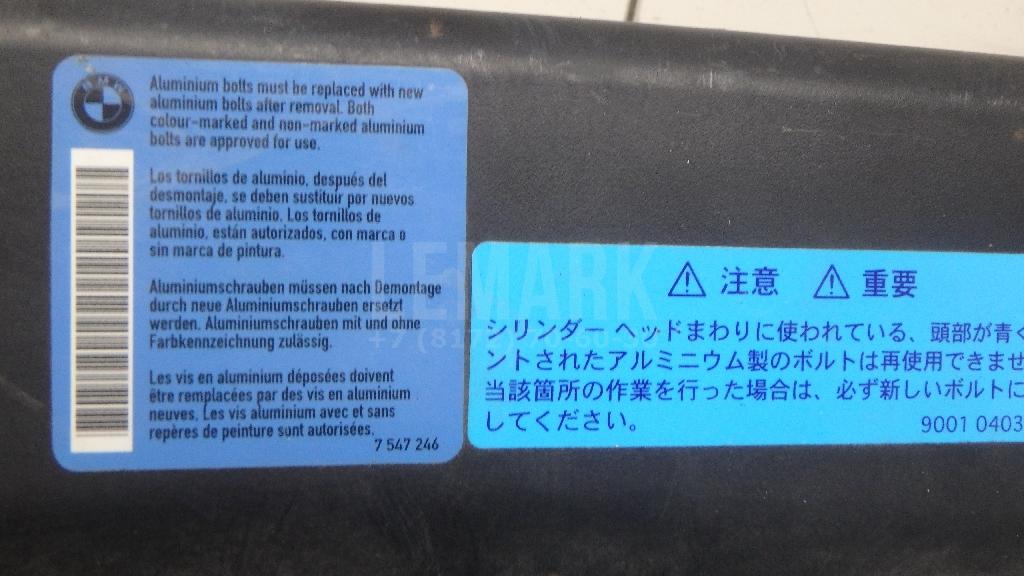 BMW
Aluminium bolts must be replaced with new
aluminium bolts after removal. Both
colour-marked and non-marked aluminium
bolts are approved for use.
Los tornillos de aluminio, después del
desmontaje, se deben sustituir por nuevos
tornillos de aluminio. Los tornillos de
aluminio, están autorizados, con marca o
sin marca de pintura.
Aluminiumschrauben müssen nach Demontage
durch neue Aluminiumschrauben ersetzt
werden. Aluminiumschrauben mit und ohne
Farbkennzeichnung zulässig.
Les vis en aluminium déposées doivent
être remplacées par des vis en aluminium
neuves. Les vis aluminium avec et sans
repères de peinture sont autorisées.
7 547 246
⚠ 注意 ⚠ 重要
シリンダー ヘッドまわりに使われている、頭部が青く
ントされたアルミニウム製のボルトは再使用できませ
当該箇所の作業を行った場合は、必ず新しいボルトに
してください。
9001 0403
LEMARK